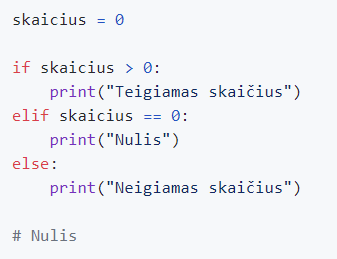 skaicius = 0
if skaicius > 0:
    print("Teigiamas skaičius")
elif skaicius == 0:
    print("Nulis")
else:
    print("Neigiamas skaičius")
# Nulis